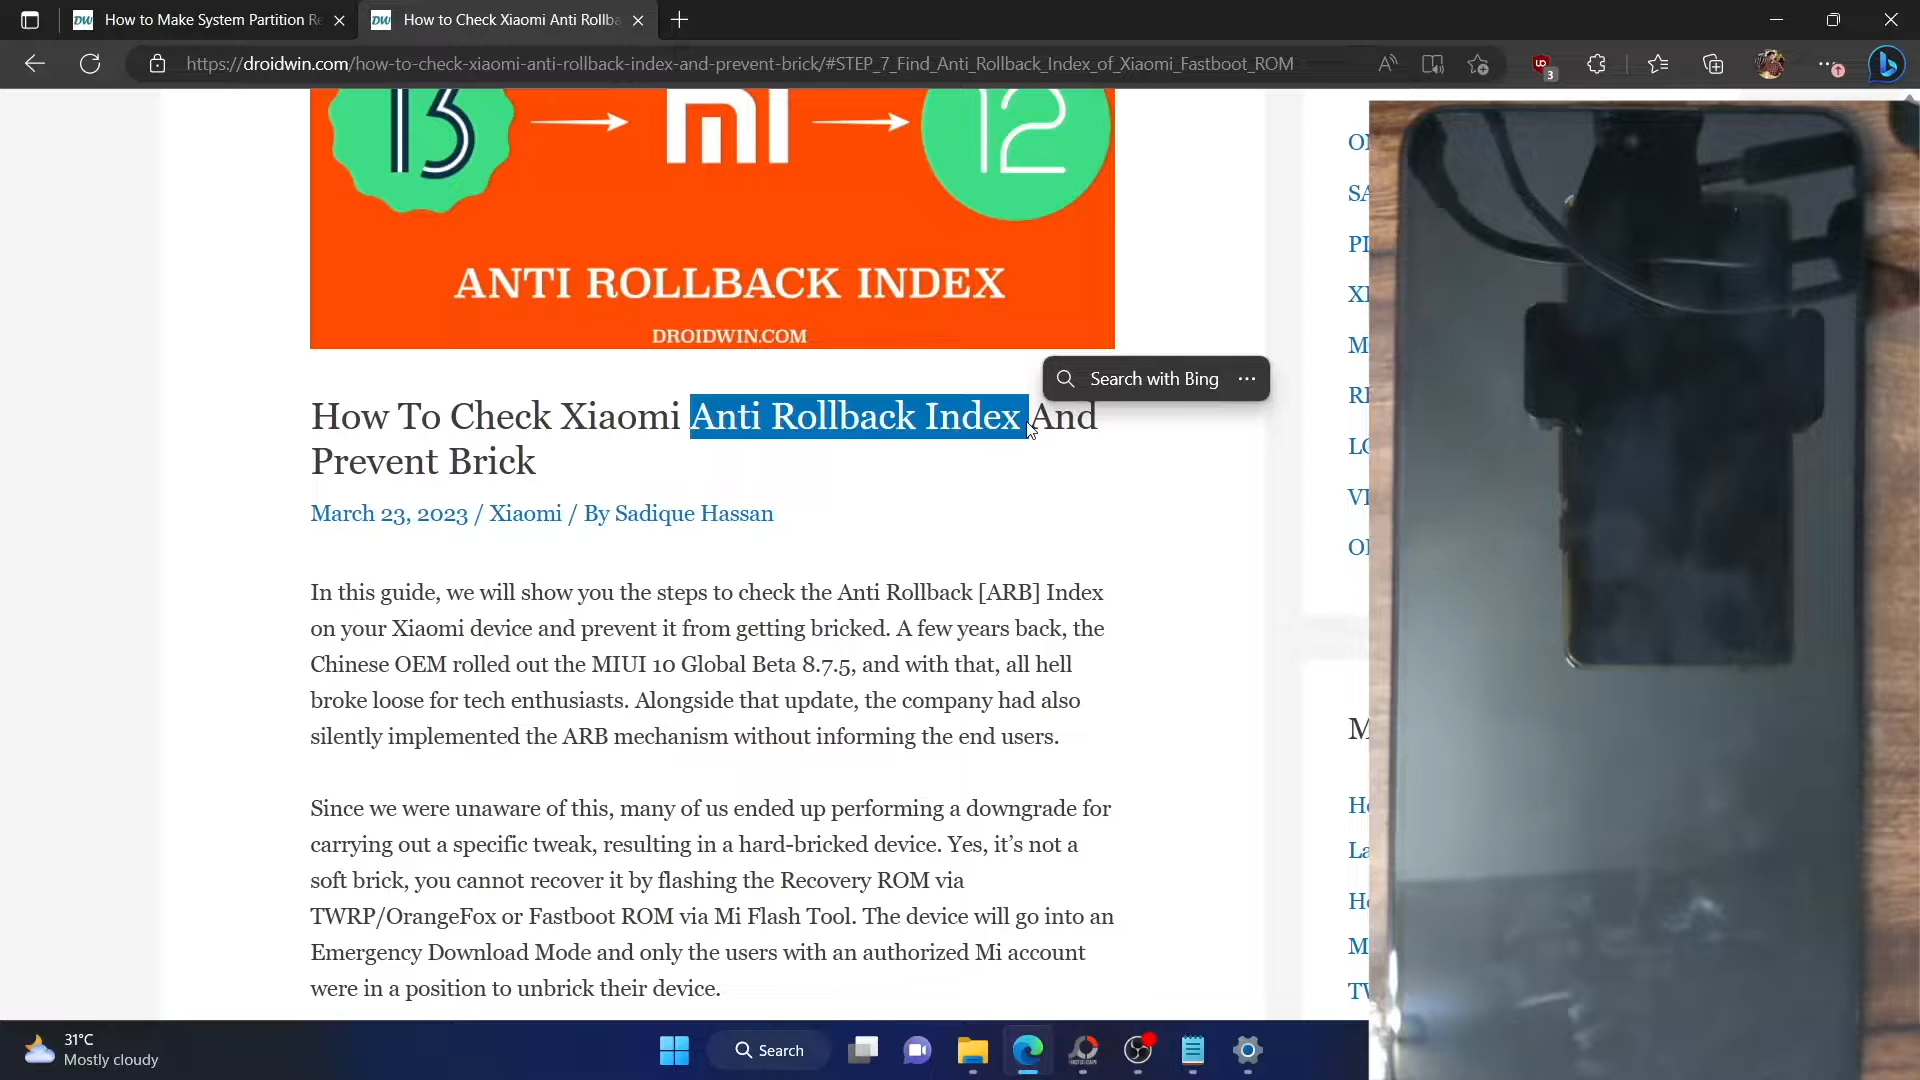 How to Make System Partition Re
How to Check Xiaomi Anti Rollba
https://droidwin.com/how-to-check-xiaomi-anti-rollback-index-and-prevent-brick/#STEP_7_Find_Anti_Rollback_Index_of_Xiaomi_Fastboot_ROM
3
13
mi
12
ANTI ROLLBACK INDEX
DROIDWIN.COM
Search with Bing
How To Check Xiaomi Anti Rollback Index And
Prevent Brick
March 23, 2023 / Xiaomi / By Sadique Hassan
In this guide, we will show you the steps to check the Anti Rollback [ARB] Index
on your Xiaomi device and prevent it from getting bricked. A few years back, the
Chinese OEM rolled out the MIUI 10 Global Beta 8.7.5, and with that, all hell
broke loose for tech enthusiasts. Alongside that update, the company had also
silently implemented the ARB mechanism without informing the end users.
Since we were unaware of this, many of us ended up performing a downgrade for
carrying out a specific tweak, resulting in a hard-bricked device. Yes, it’s not a
soft brick, you cannot recover it by flashing the Recovery ROM via
TWRP/OrangeFox or Fastboot ROM via Mi Flash Tool. The device will go into an
Emergency Download Mode and only the users with an authorized Mi account
were in a position to unbrick their device.
31°C
Mostly cloudy
Search